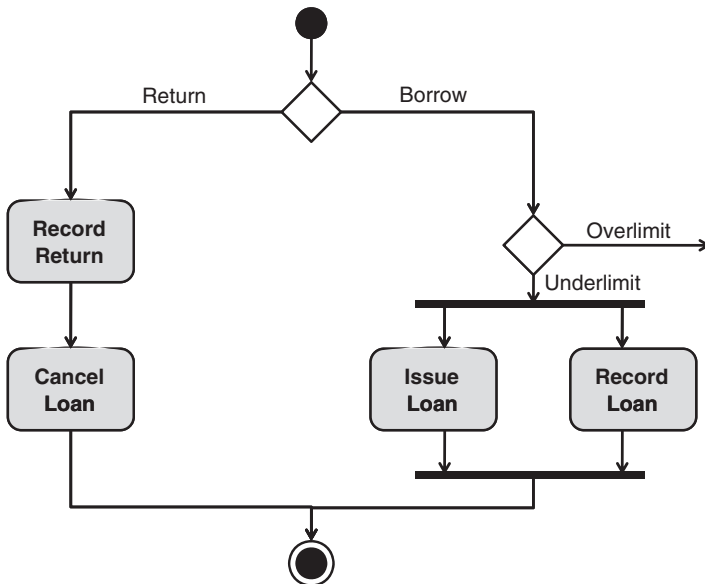 Return
Borrow
Record
Return
Overlimit
Underlimit
Cancel
Loan
Issue
Loan
Record
Loan